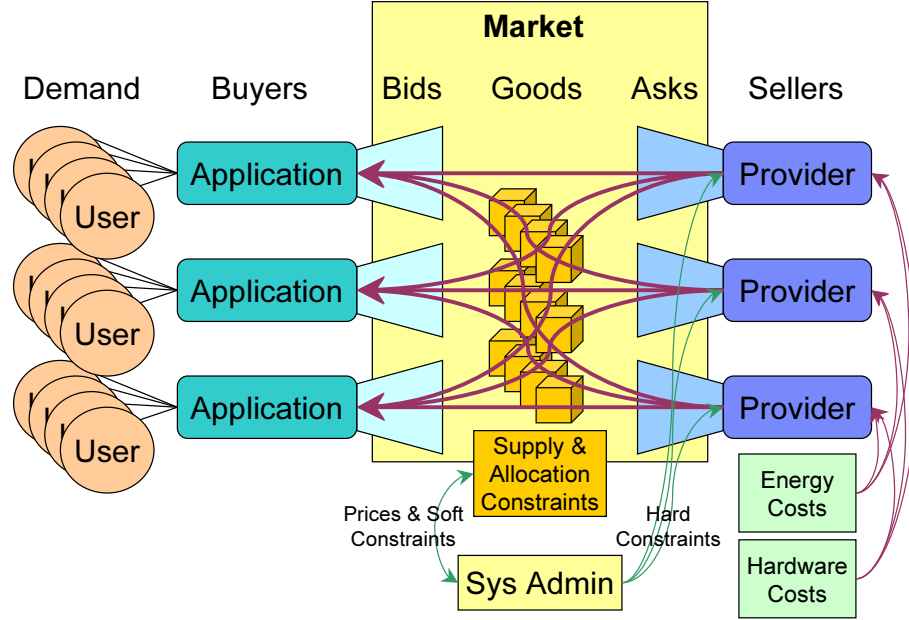 Market
Demand
Buyers
Bids
Goods
Asks
Sellers
User
Application
Provider
User
Application
Provider
User
Application
Provider
Supply &
Allocation
Constraints
Prices & Soft
Constraints
Hard
Constraints
Sys Admin
Energy
Costs
Hardware
Costs